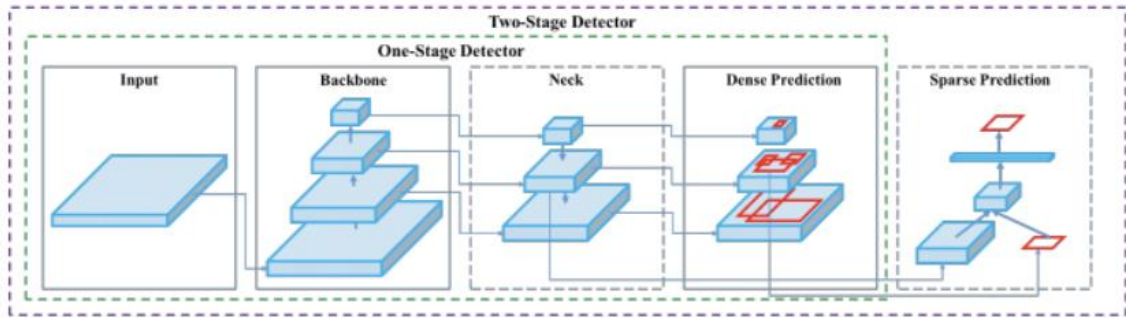 Two-Stage Detector
One-Stage Detector
Input
Backbone
Neck
Dense Prediction
Sparse Prediction